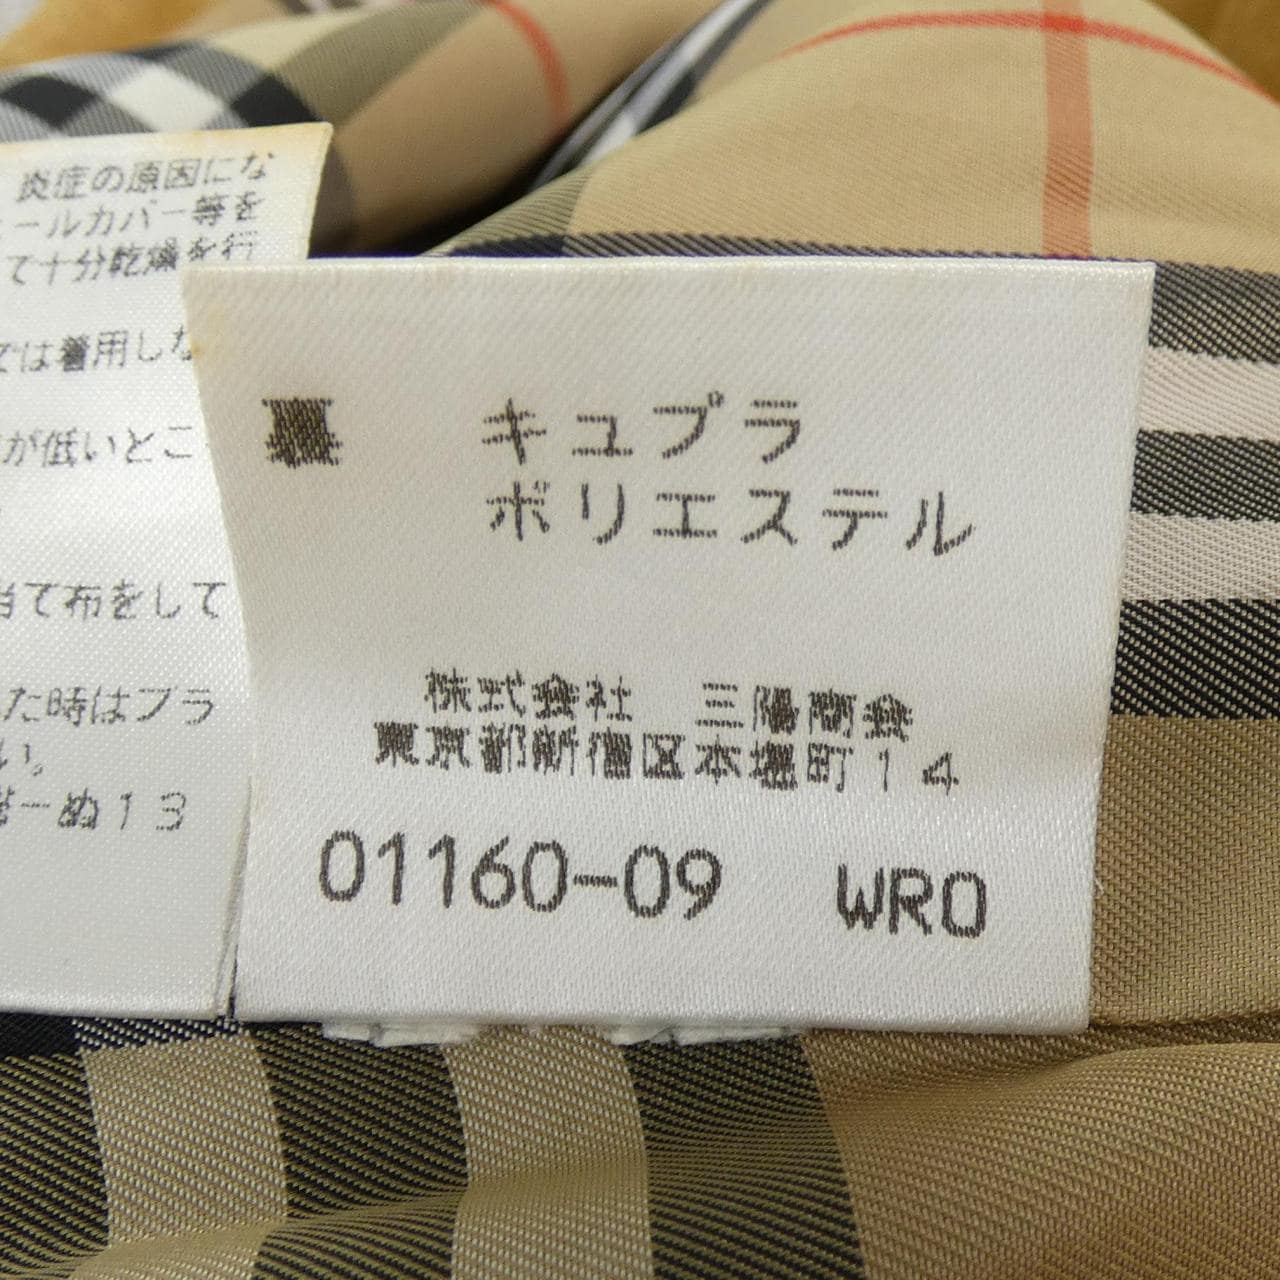 炎症の原因にな
ールカバー等を
て十分乾燥を行
では着用しな
が低いとこ
当て布をして
した時はブラ
い。
ーぬ13
裏 キュプラ
ポリエステル
株式会社 三陽商会
東京都新宿区本塩町14
01160-09 WRO